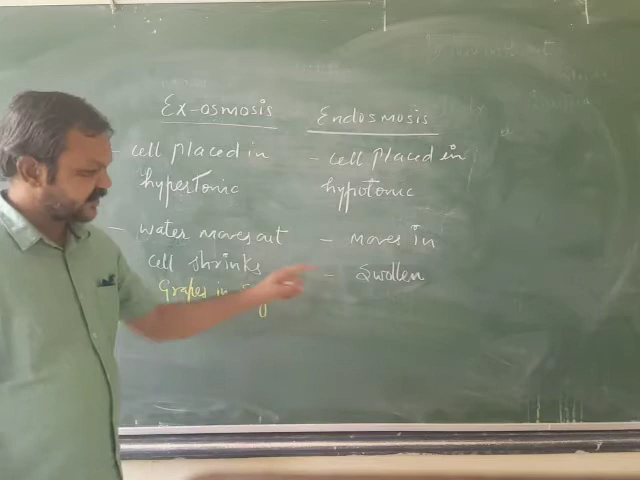 Ex-osmosis
- cell placed in
hyperTonic
- water moves out
cell shrinks
Grapes in
Endosmosis
- cell placed in
hypotonic
- moves in
- Swollen